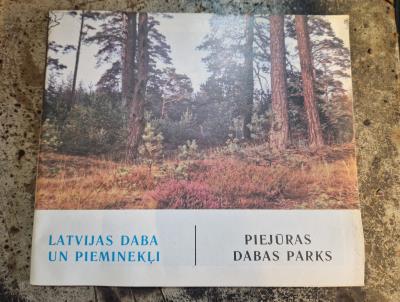 LATVIJAS DABA
UN PIEMINEKĻI
PIEJŪRAS
DABAS PARKS